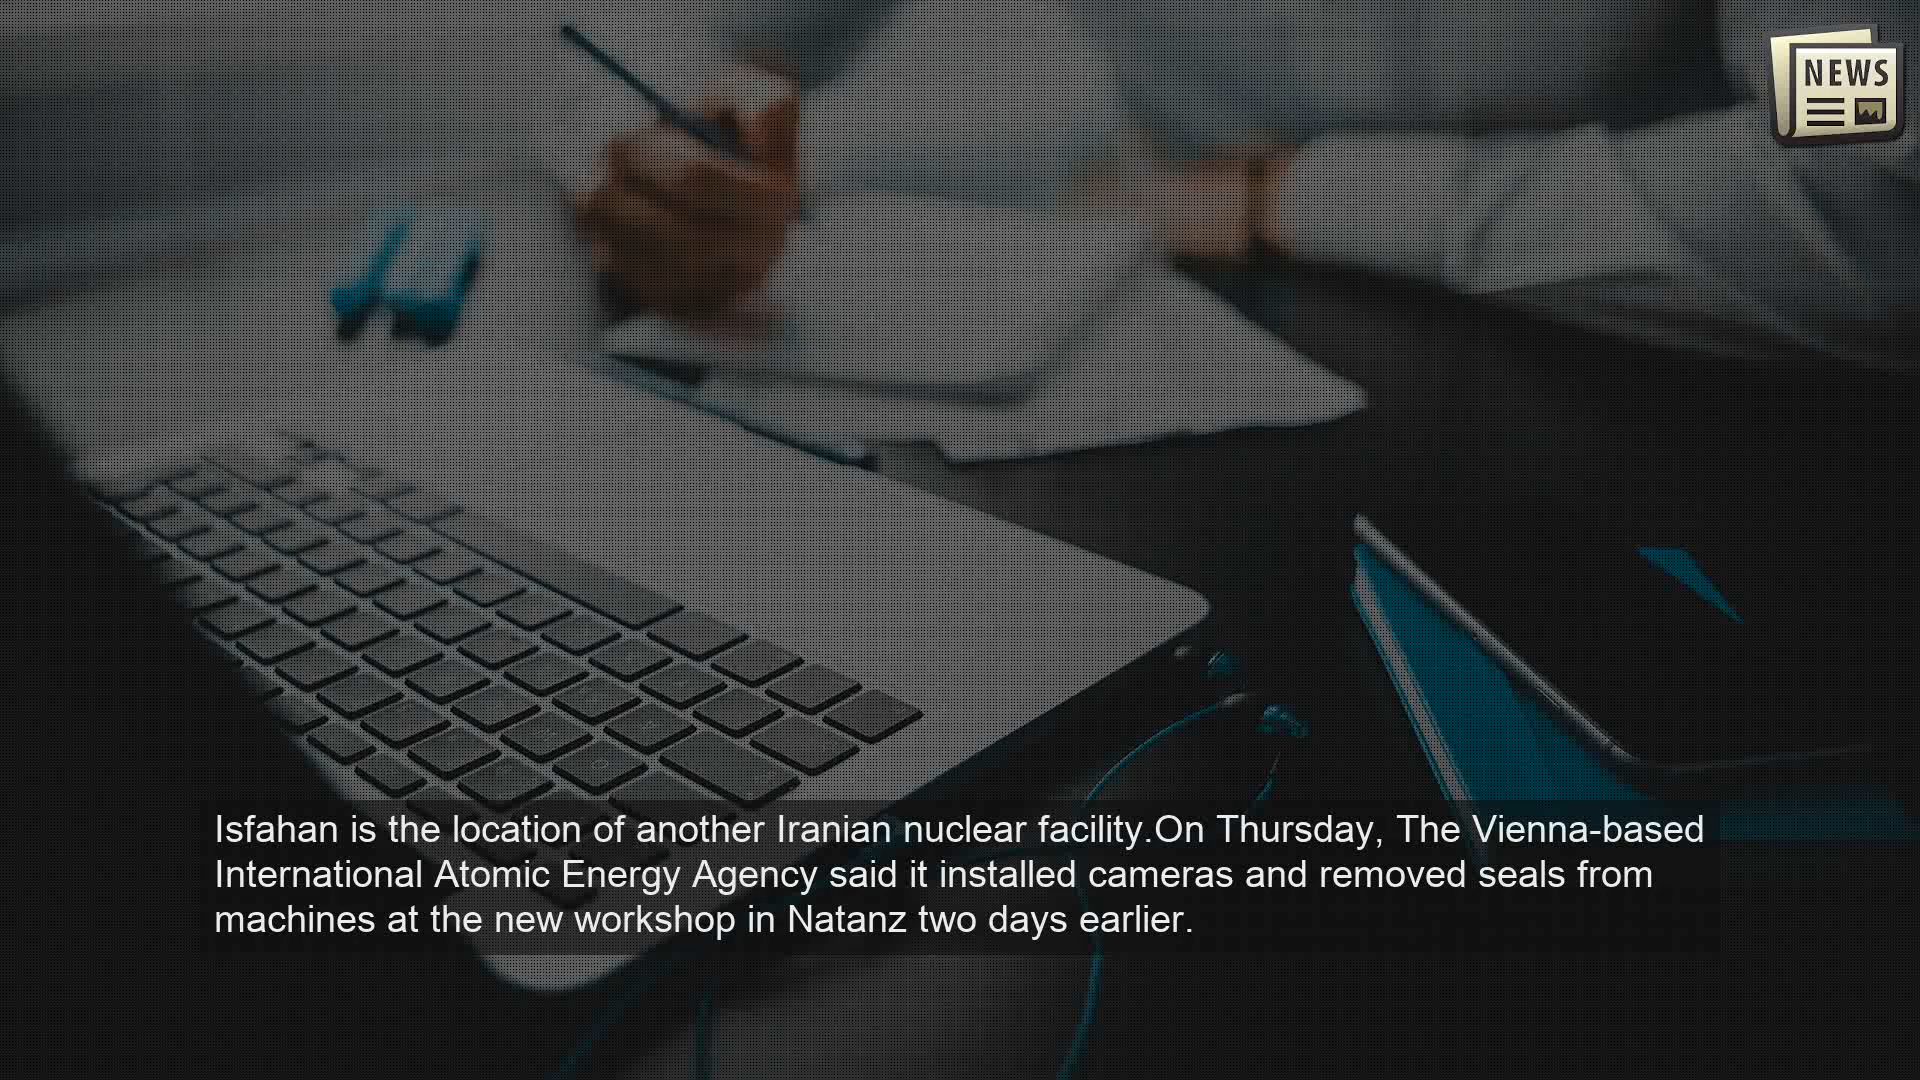 NEWS
Isfahan is the location of another Iranian nuclear facility.On Thursday, The Vienna-based
International Atomic Energy Agency said it installed cameras and removed seals from
machines at the new workshop in Natanz two days earlier.